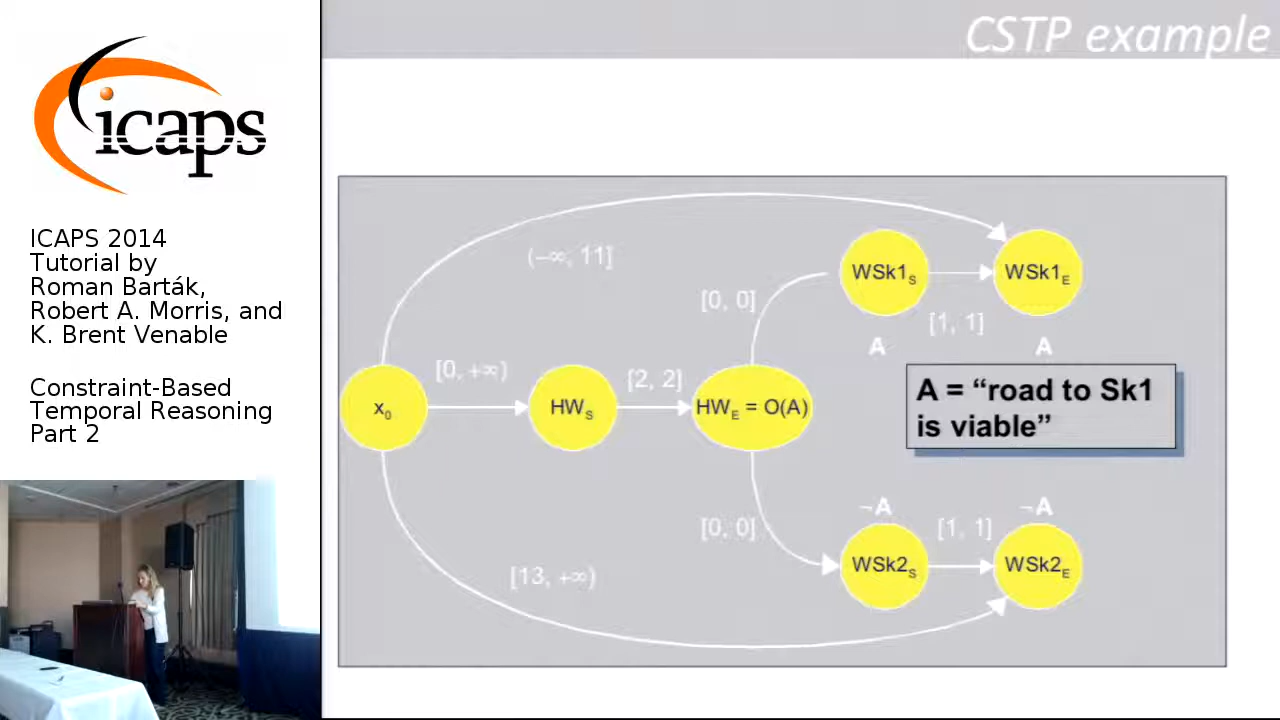 CSTP example
icaps
ICAPS 2014
Tutorial by
Roman Barták,
Robert A. Morris, and
K. Brent Venable
Constraint-Based
Temporal Reasoning
Part 2
(–∞, 11]
[0, 0]
WSk1S
WSk1E
[1, 1]
A
A
[0, +∞)
[2, 2]
x0
HWS
HWE = O(A)
A = “road to Sk1
is viable”
¬A
¬A
[0, 0]
[1, 1]
WSk2S
WSk2E
[13, +∞)